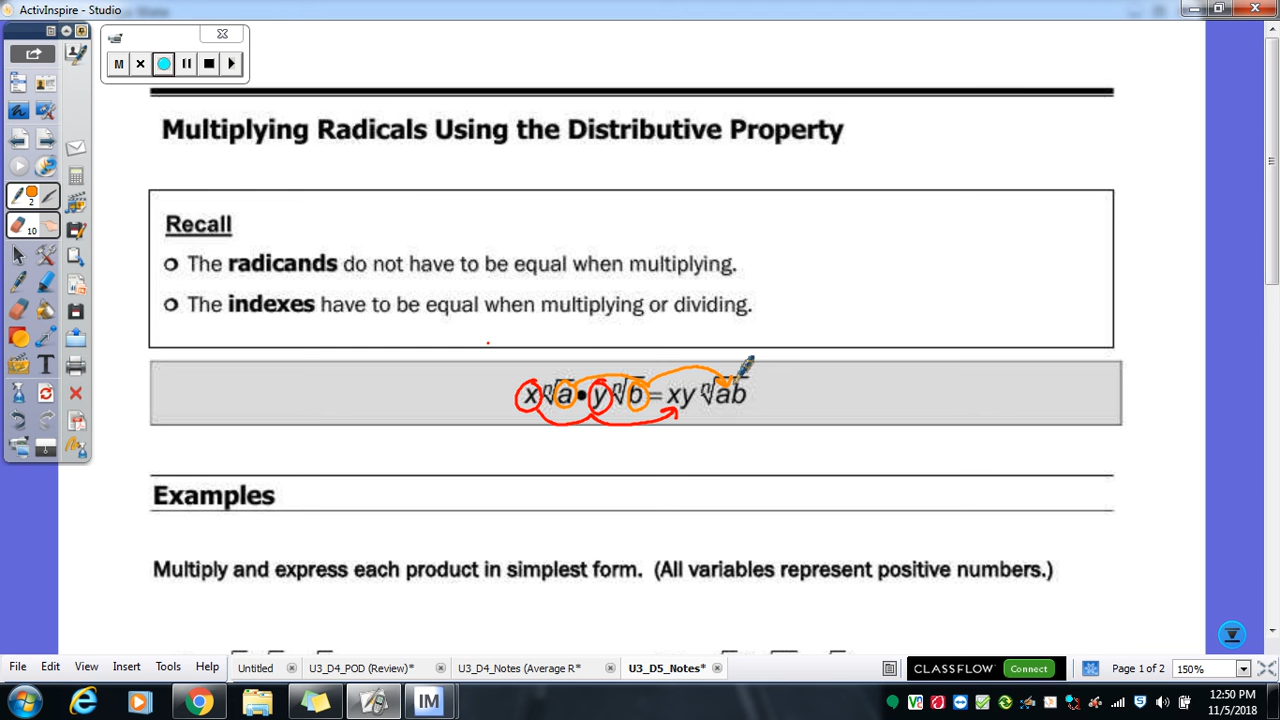 ActivInspire - Studio
M
Multiplying Radicals Using the Distributive Property
Recall
The radicands do not have to be equal when multiplying.
The indexes have to be equal when multiplying or dividing.
x ⁿ√a • y ⁿ√b = xy ⁿ√ab
Examples
Multiply and express each product in simplest form. (All variables represent positive numbers.)
2
10
T
File Edit View Insert Tools Help Untitled U3_D4_POD (Review)* U3_D4_Notes (Average R* U3_D5_Notes* CLASSFLOW Connect Page 1 of 2 150%
IM
12:50 PM
11/5/2018